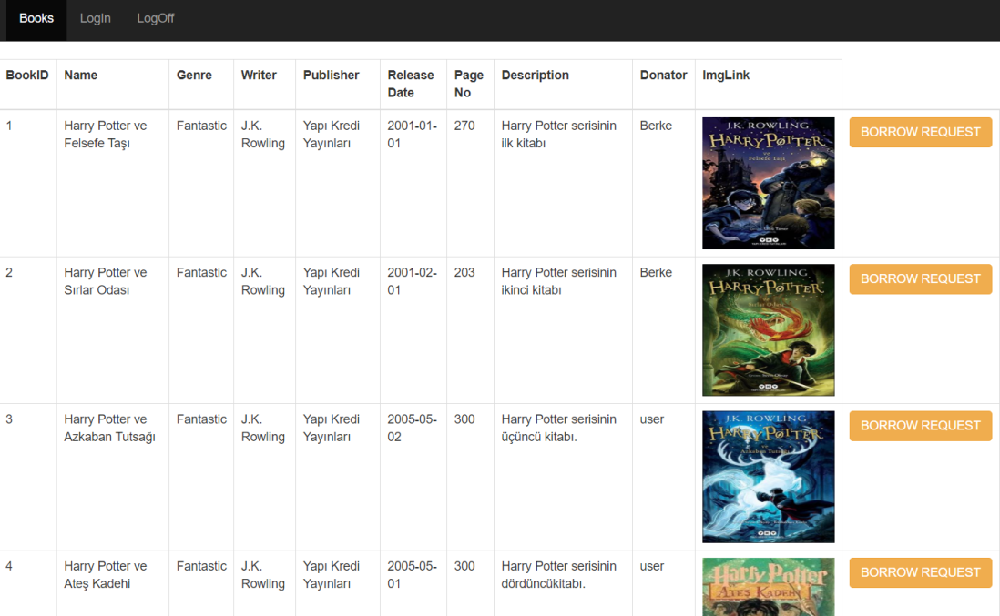 Books LogIn LogOff
BookID Name Genre Writer Publisher Release Date Page No Description Donator ImgLink
1 Harry Potter ve Felsefe Taşı Fantastic J.K. Rowling Yapı Kredi Yayınları 2001-01-01 270 Harry Potter serisinin ilk kitabı Berke BORROW REQUEST
J.K. ROWLING
HARRY POTTER
ve
Felsefe Taşı
2 Harry Potter ve Sırlar Odası Fantastic J.K. Rowling Yapı Kredi Yayınları 2001-02-01 203 Harry Potter serisinin ikinci kitabı Berke BORROW REQUEST
J.K. ROWLING
HARRY POTTER
ve
Sırlar Odası
3 Harry Potter ve Azkaban Tutsağı Fantastic J.K. Rowling Yapı Kredi Yayınları 2005-05-02 300 Harry Potter serisinin üçüncü kitabı. user BORROW REQUEST
J.K. ROWLING
HARRY POTTER
ve
Azkaban Tutsağı
4 Harry Potter ve Ateş Kadehi Fantastic J.K. Rowling Yapı Kredi Yayınları 2005-05-01 300 Harry Potter serisinin dördüncükitabı. user BORROW REQUEST
Harry Potter
ATEŞ KADEHİ